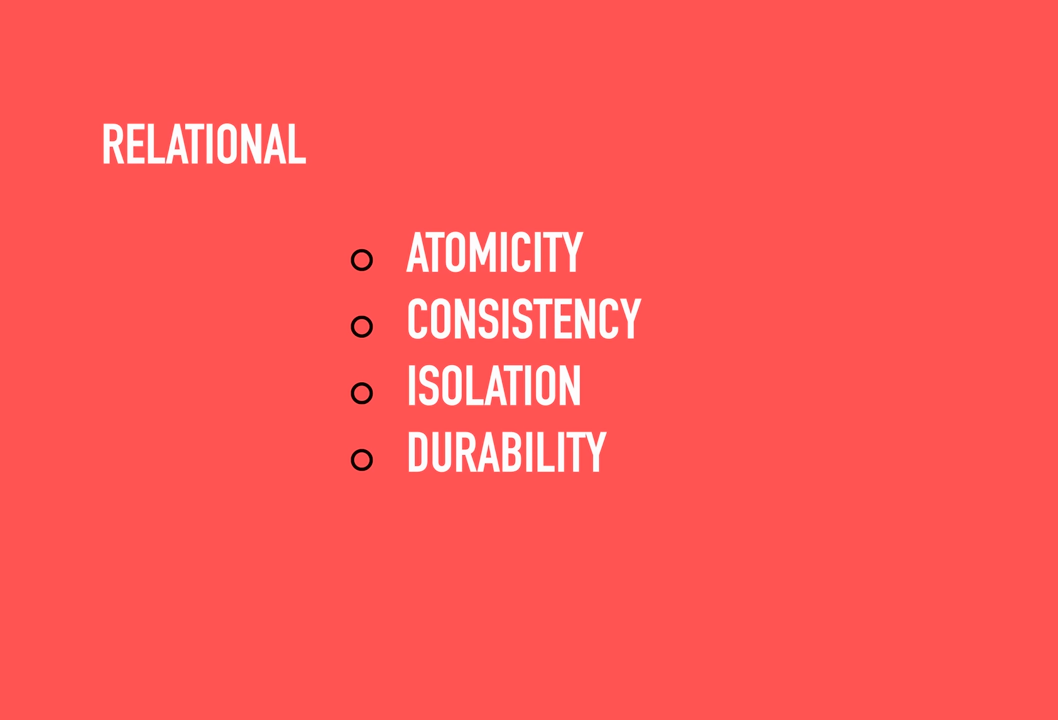 RELATIONAL
ATOMICITY
CONSISTENCY
ISOLATION
DURABILITY